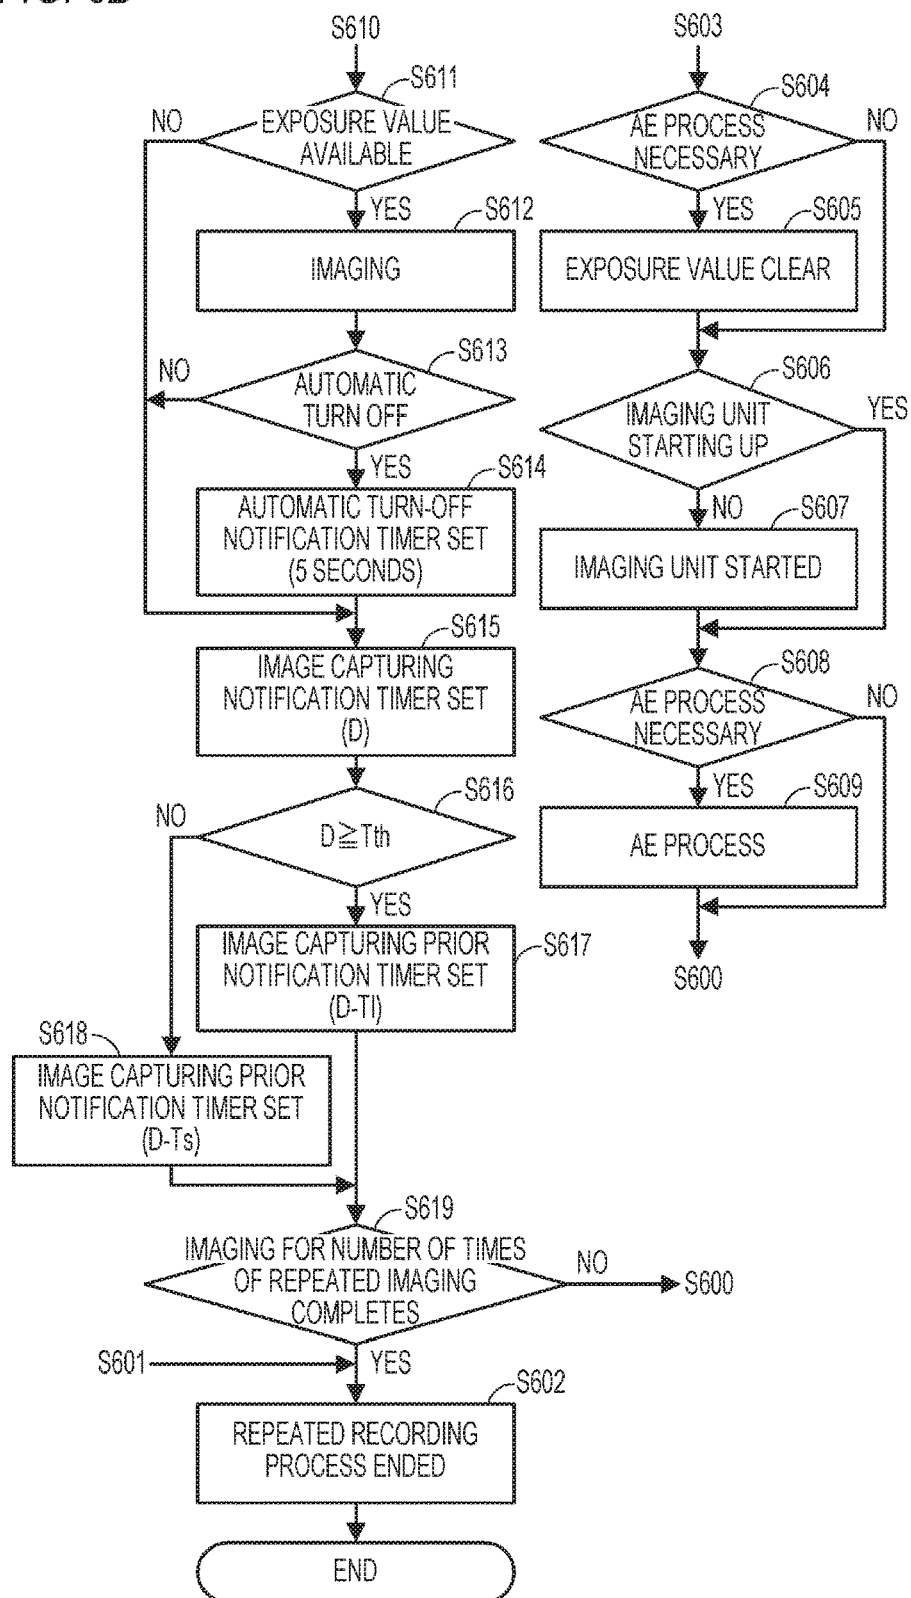 S610
S611
EXPOSURE VALUE
AVAILABLE
NO
YES
S612
IMAGING
S613
AUTOMATIC
TURN OFF
NO
YES
S614
AUTOMATIC TURN-OFF
NOTIFICATION TIMER SET
(5 SECONDS)
S615
IMAGE CAPTURING
NOTIFICATION TIMER SET
(D)
S616
D≧Tth
NO
YES
S617
IMAGE CAPTURING PRIOR
NOTIFICATION TIMER SET
(D-Tl)
S618
IMAGE CAPTURING PRIOR
NOTIFICATION TIMER SET
(D-Ts)
S619
IMAGING FOR NUMBER OF TIMES
OF REPEATED IMAGING
COMPLETES
NO
S600
S601
YES
S602
REPEATED RECORDING
PROCESS ENDED
END
S603
S604
AE PROCESS
NECESSARY
NO
YES
S605
EXPOSURE VALUE CLEAR
S606
IMAGING UNIT
STARTING UP
YES
NO
S607
IMAGING UNIT STARTED
S608
AE PROCESS
NECESSARY
NO
YES
S609
AE PROCESS
S600